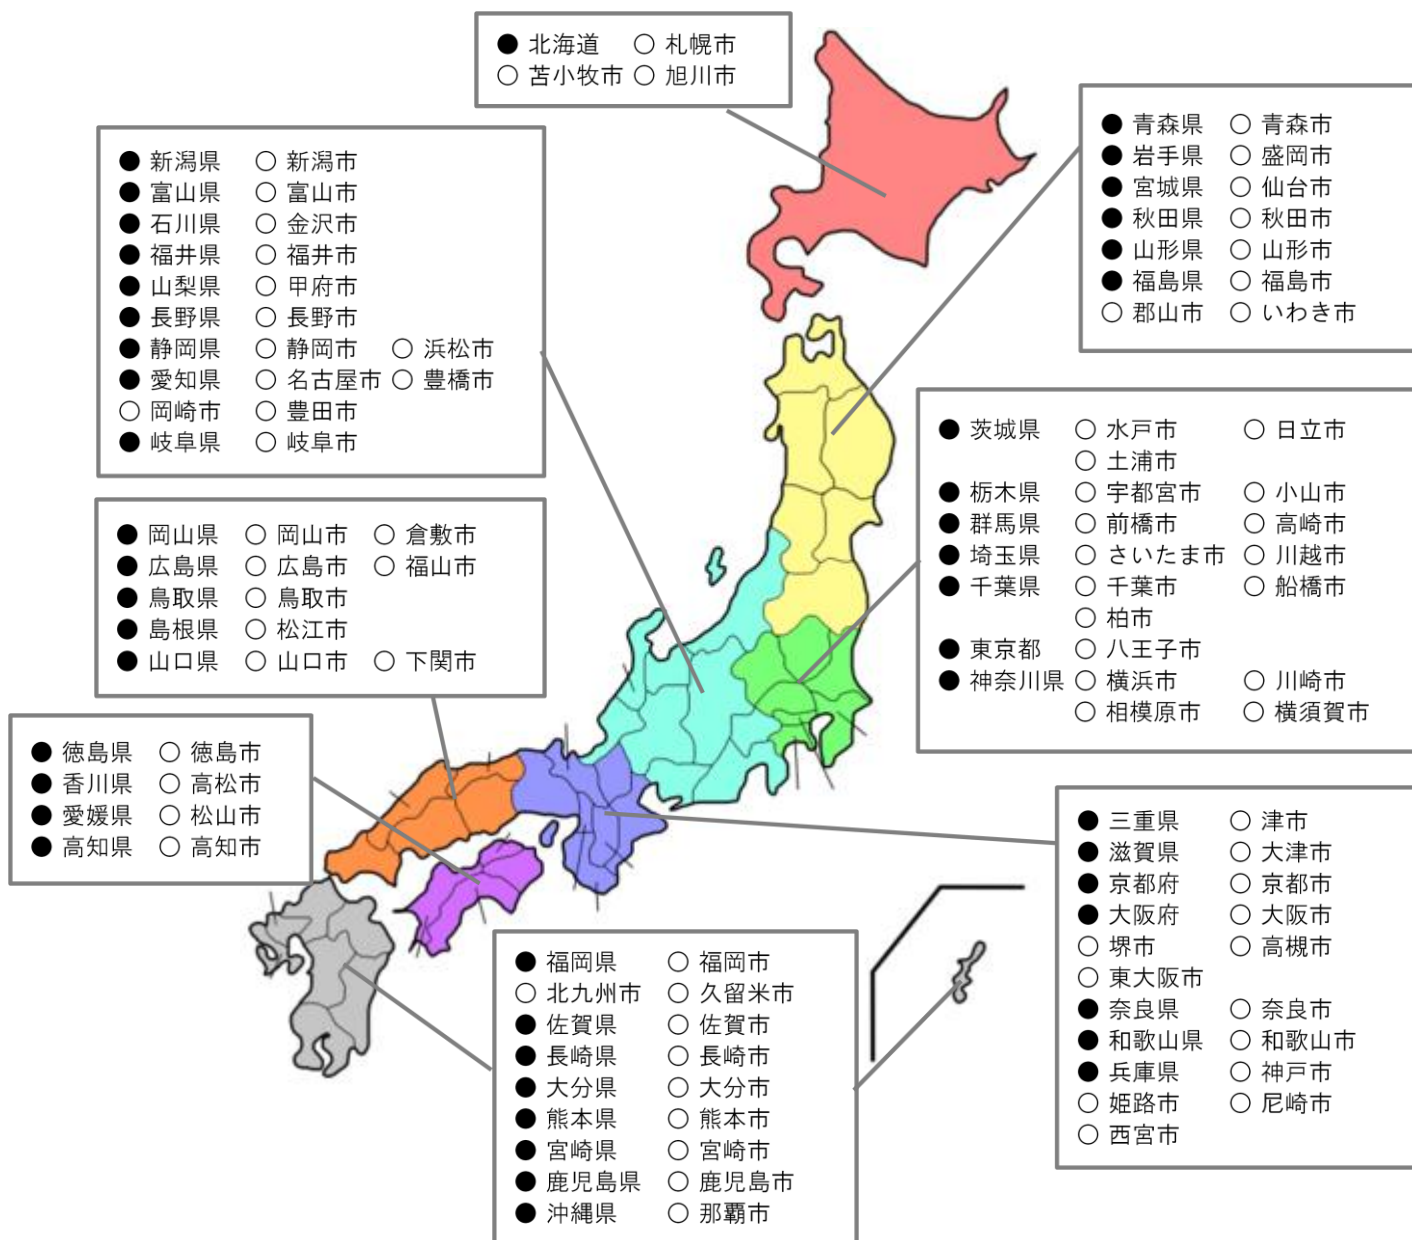 ● 北海道 ○ 札幌市
○ 苫小牧市 ○ 旭川市
● 青森県 ○ 青森市
● 岩手県 ○ 盛岡市
● 宮城県 ○ 仙台市
● 秋田県 ○ 秋田市
● 山形県 ○ 山形市
● 福島県 ○ 福島市
○ 郡山市 ○ いわき市
● 新潟県 ○ 新潟市
● 富山県 ○ 富山市
● 石川県 ○ 金沢市
● 福井県 ○ 福井市
● 山梨県 ○ 甲府市
● 長野県 ○ 長野市
● 静岡県 ○ 静岡市 ○ 浜松市
● 愛知県 ○ 名古屋市 ○ 豊橋市
○ 岡崎市 ○ 豊田市
● 岐阜県 ○ 岐阜市
● 茨城県 ○ 水戸市 ○ 日立市
○ 土浦市
● 栃木県 ○ 宇都宮市 ○ 小山市
● 群馬県 ○ 前橋市 ○ 高崎市
● 埼玉県 ○ さいたま市 ○ 川越市
● 千葉県 ○ 千葉市 ○ 船橋市
○ 柏市
● 東京都 ○ 八王子市
● 神奈川県 ○ 横浜市 ○ 川崎市
○ 相模原市 ○ 横須賀市
● 岡山県 ○ 岡山市 ○ 倉敷市
● 広島県 ○ 広島市 ○ 福山市
● 鳥取県 ○ 鳥取市
● 島根県 ○ 松江市
● 山口県 ○ 山口市 ○ 下関市
● 徳島県 ○ 徳島市
● 香川県 ○ 高松市
● 愛媛県 ○ 松山市
● 高知県 ○ 高知市
● 三重県 ○ 津市
● 滋賀県 ○ 大津市
● 京都府 ○ 京都市
● 大阪府 ○ 大阪市
○ 堺市 ○ 高槻市
○ 東大阪市
● 奈良県 ○ 奈良市
● 和歌山県 ○ 和歌山市
● 兵庫県 ○ 神戸市
○ 姫路市 ○ 尼崎市
○ 西宮市
● 福岡県 ○ 福岡市
○ 北九州市 ○ 久留米市
● 佐賀県 ○ 佐賀市
● 長崎県 ○ 長崎市
● 大分県 ○ 大分市
● 熊本県 ○ 熊本市
● 宮崎県 ○ 宮崎市
● 鹿児島県 ○ 鹿児島市
● 沖縄県 ○ 那覇市